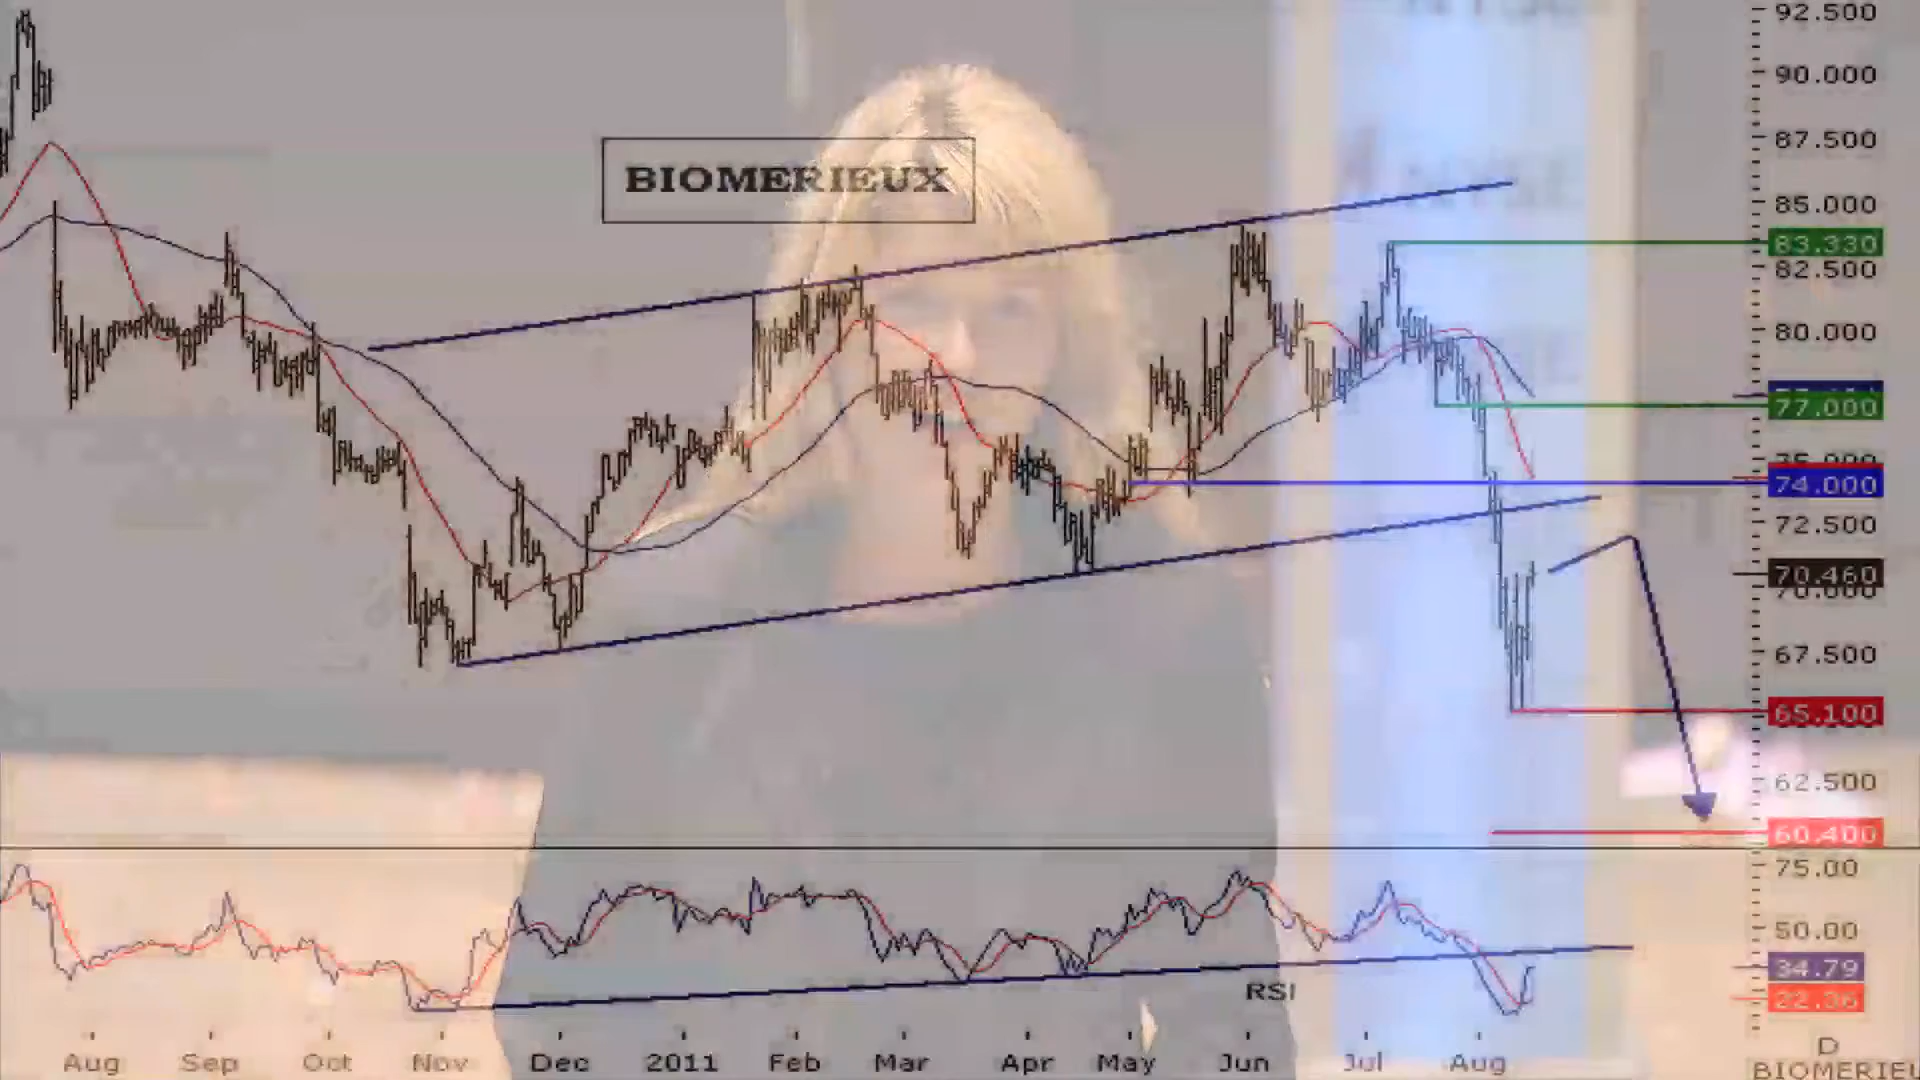 NYSE
92.500
90.000
87.500
NYSE
BIOMERIEUX
85.000
83.330
82.500
80.000
77.000
74.000
72.500
70.460
67.500
65.100
62.500
60.400
75.00
50.00
34.79
RSI
Aug Sep Oct Nov Dec 2011 Feb Mar Apr May Jun Jul Aug
D
BIOMERIEU